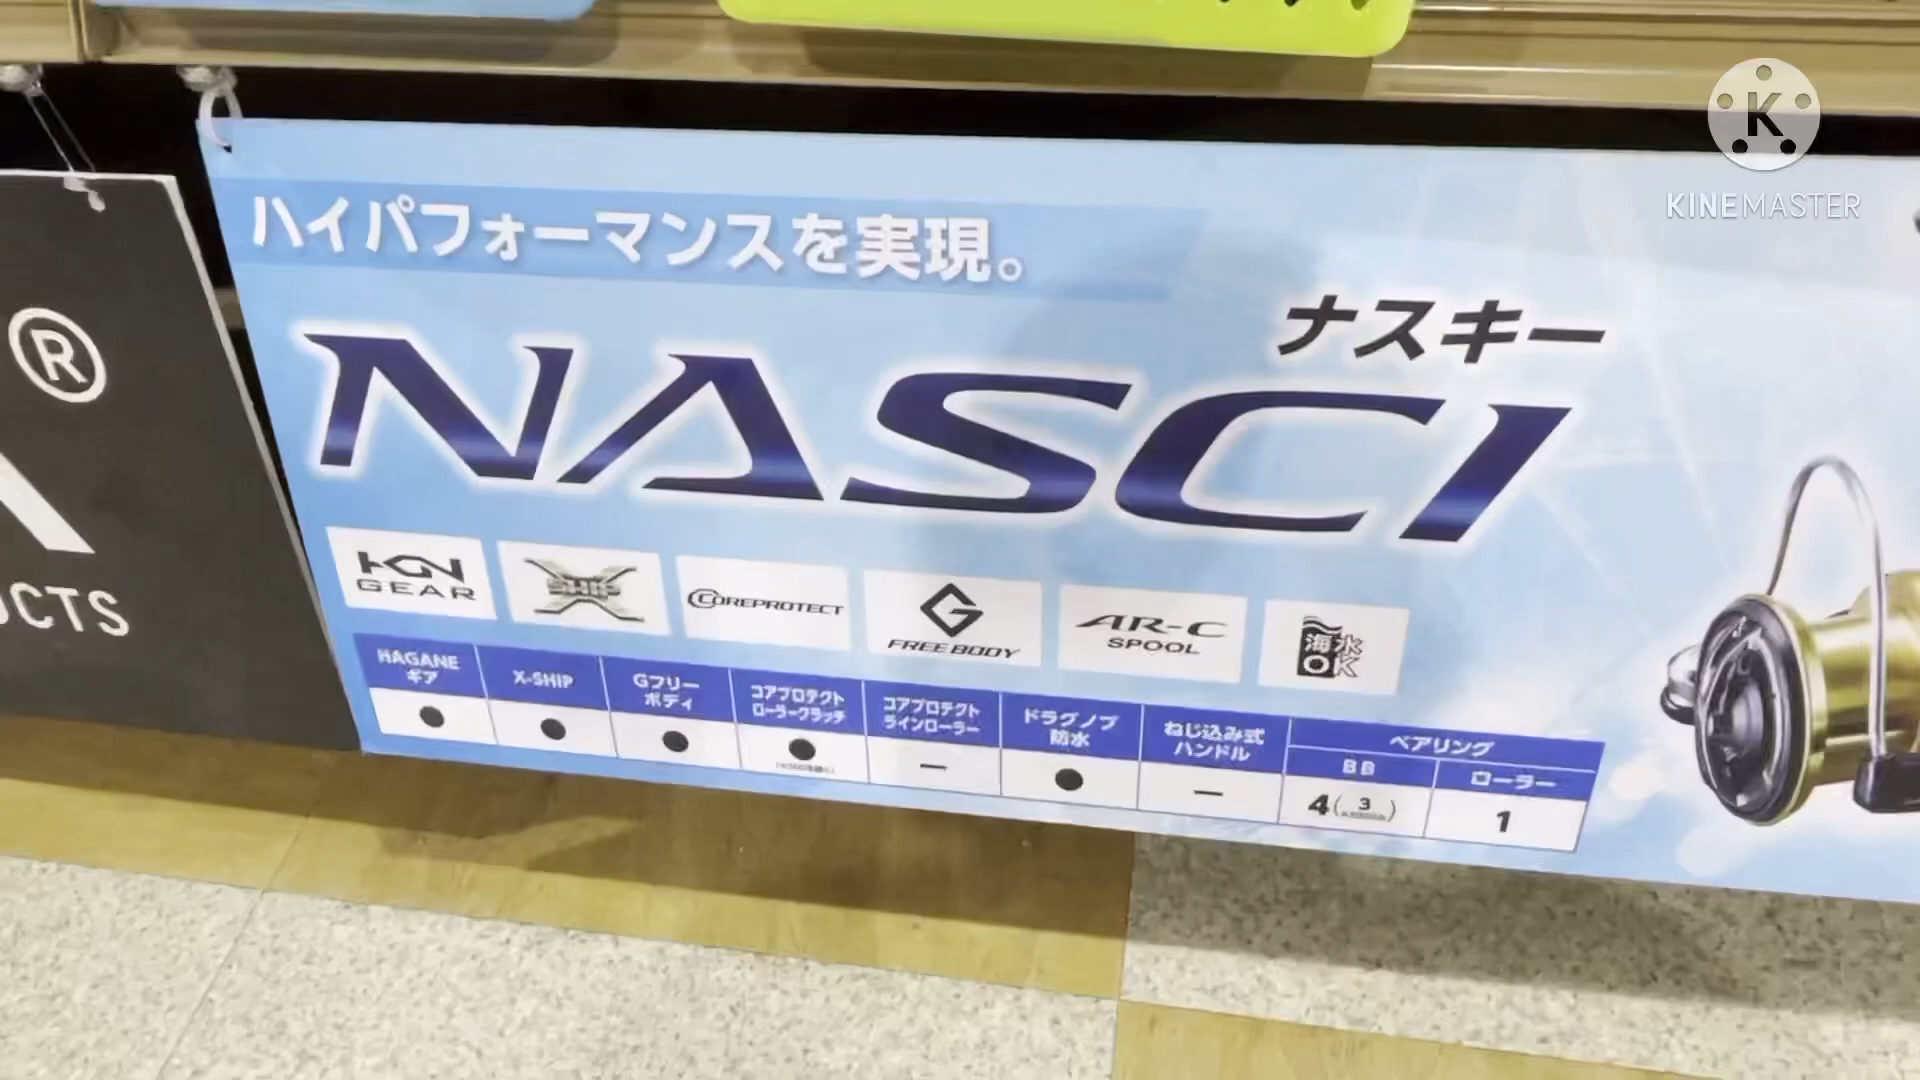 KINEMASTER
ハイパフォーマンスを実現。
ナスキー
NASCI
®
UCTS
HGN GEAR
X SHIP
COREPROTECT
G FREE BODY
AR-C SPOOL
海水OK
HAGANE
ギア
X-SHIP
Gフリー
ボディ
コアプロテクト
ローラークラッチ
コアプロテクト
ラインローラー
ドラグノブ
防水
ねじ込み式
ハンドル
ベアリング
BB
ローラー
● ● ● ● ー ● ー 4(3) 1